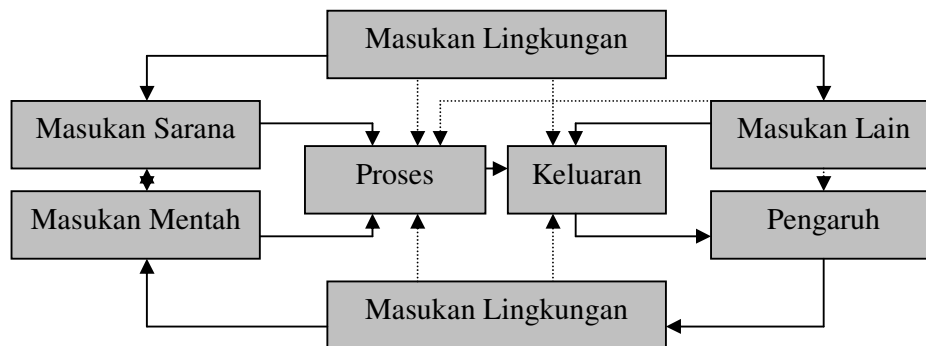 Masukan Lingkungan
Masukan Sarana
Masukan Lain
Proses
Keluaran
Masukan Mentah
Pengaruh
Masukan Lingkungan